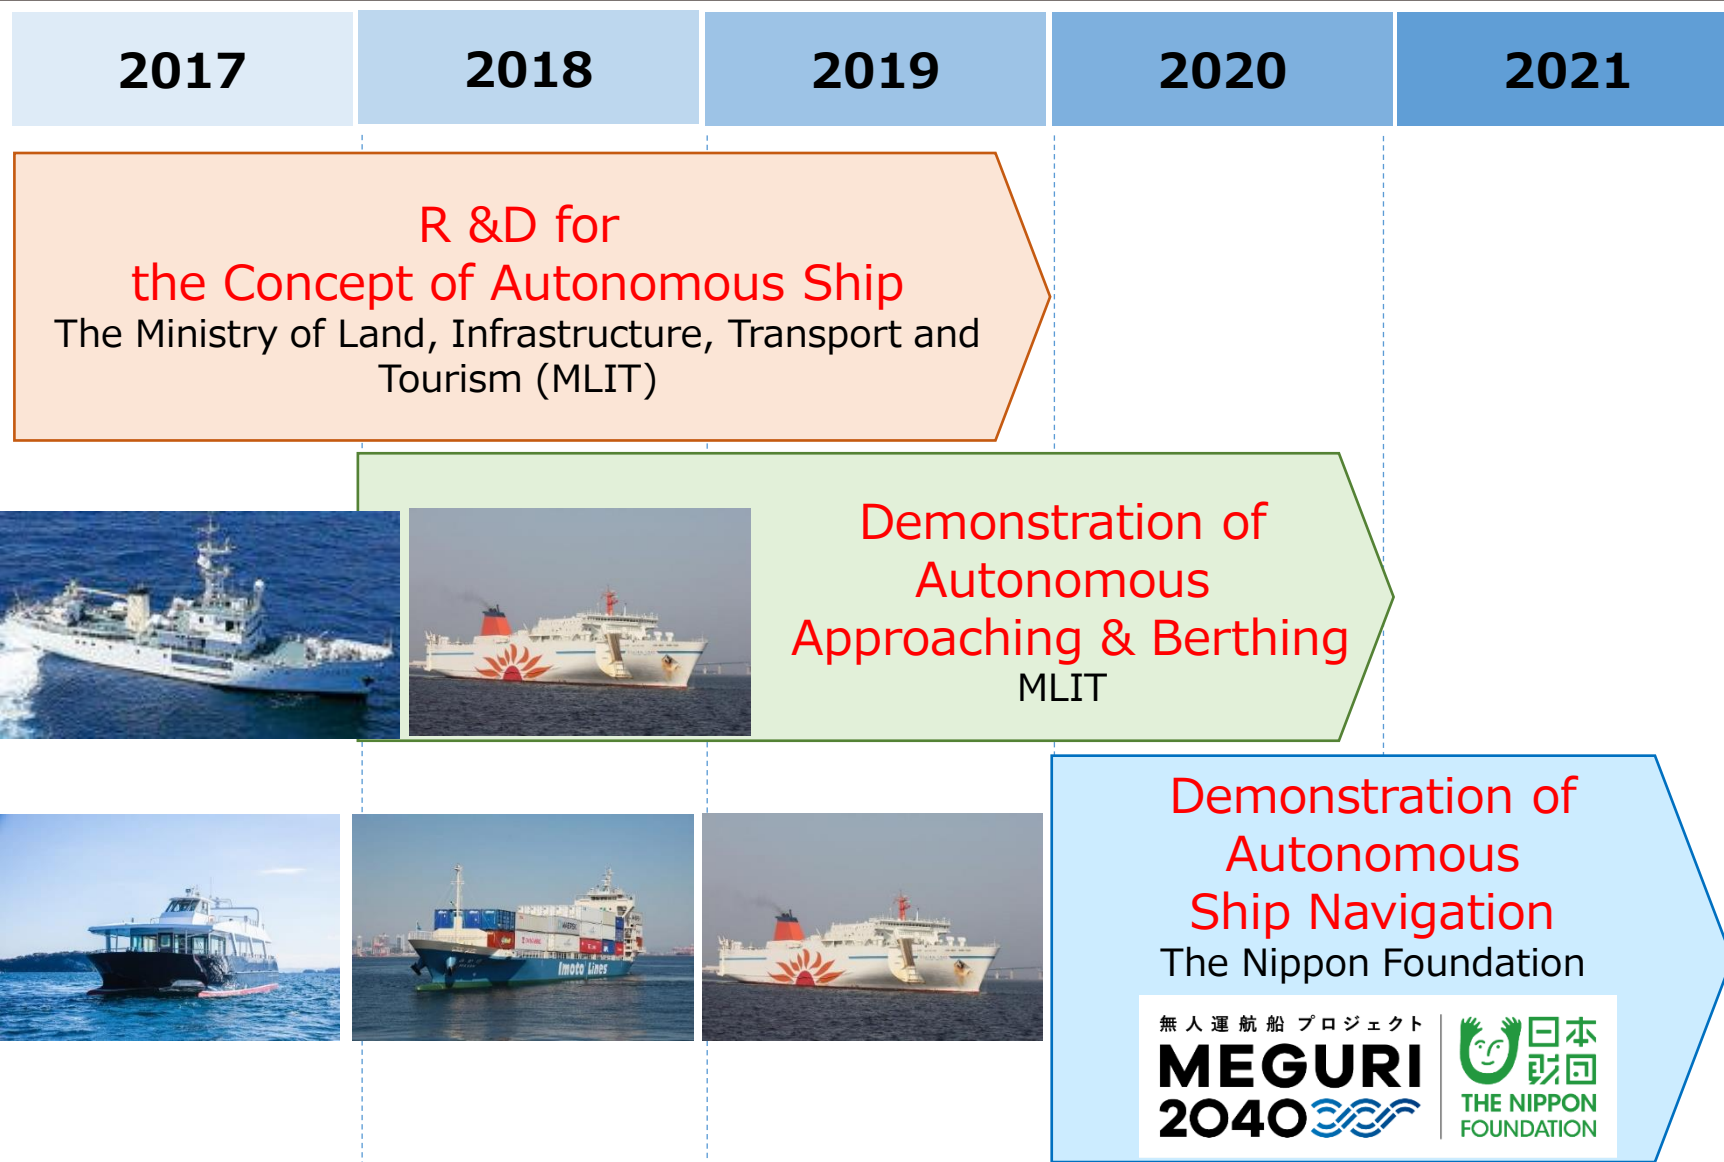 2017
2018
2019
2020
2021
R &D for
the Concept of Autonomous Ship
The Ministry of Land, Infrastructure, Transport and
Tourism (MLIT)
Demonstration of
Autonomous
Approaching & Berthing
MLIT
Imoto Lines
Demonstration of
Autonomous
Ship Navigation
The Nippon Foundation
無人運航船 プロジェクト
MEGURI
2040
日本
財団
THE NIPPON
FOUNDATION